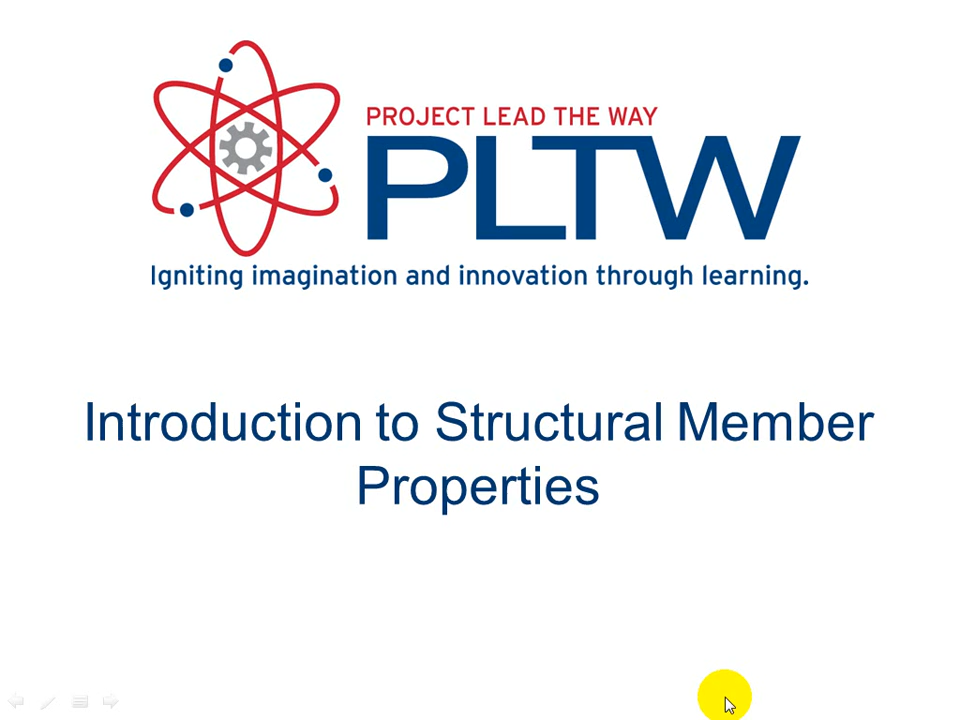 PROJECT LEAD THE WAY
PLTW
Igniting imagination and innovation through learning.
Introduction to Structural Member
Properties